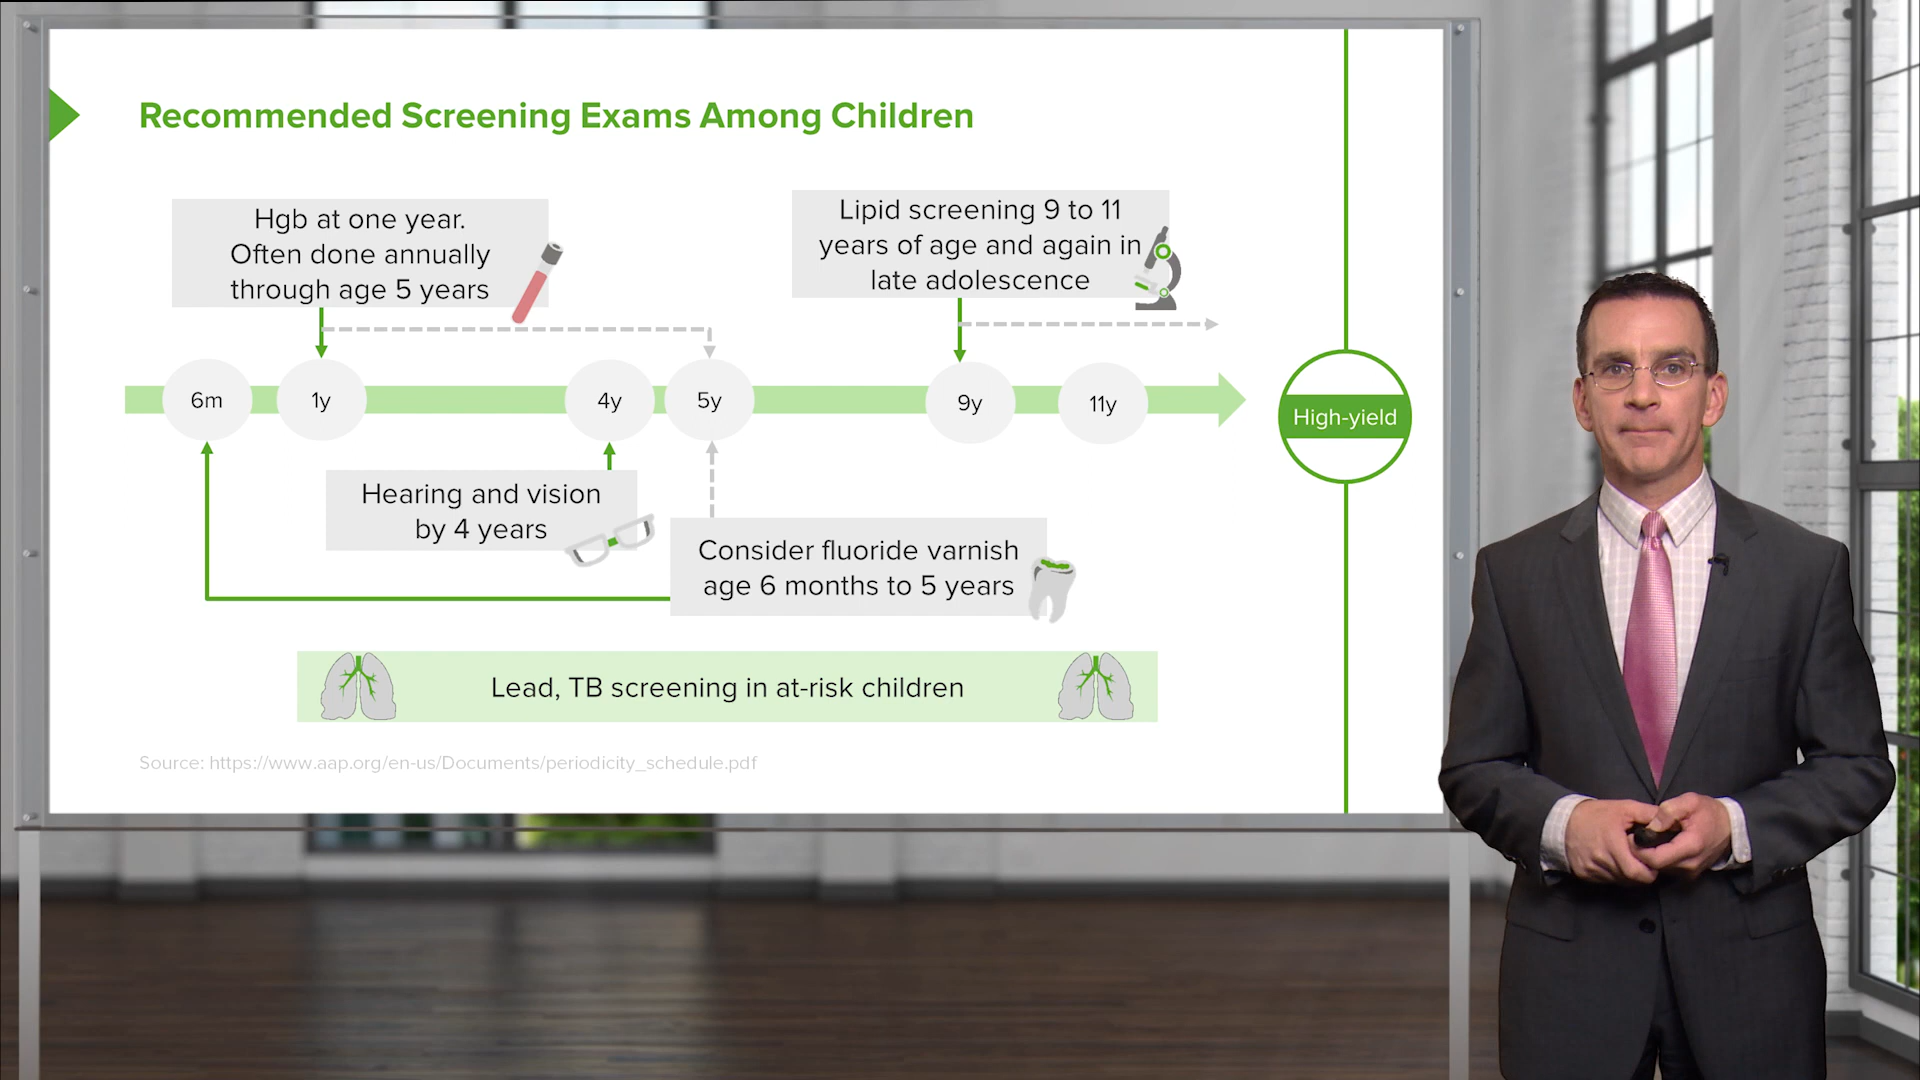 Recommended Screening Exams Among Children
Hgb at one year.
Often done annually
through age 5 years
Lipid screening 9 to 11
years of age and again in
late adolescence
6m
1y
4y
5y
9y
11y
High-yield
Hearing and vision
by 4 years
Consider fluoride varnish
age 6 months to 5 years
Lead, TB screening in at-risk children
Source: https://www.aap.org/en-us/Documents/periodicity_schedule.pdf